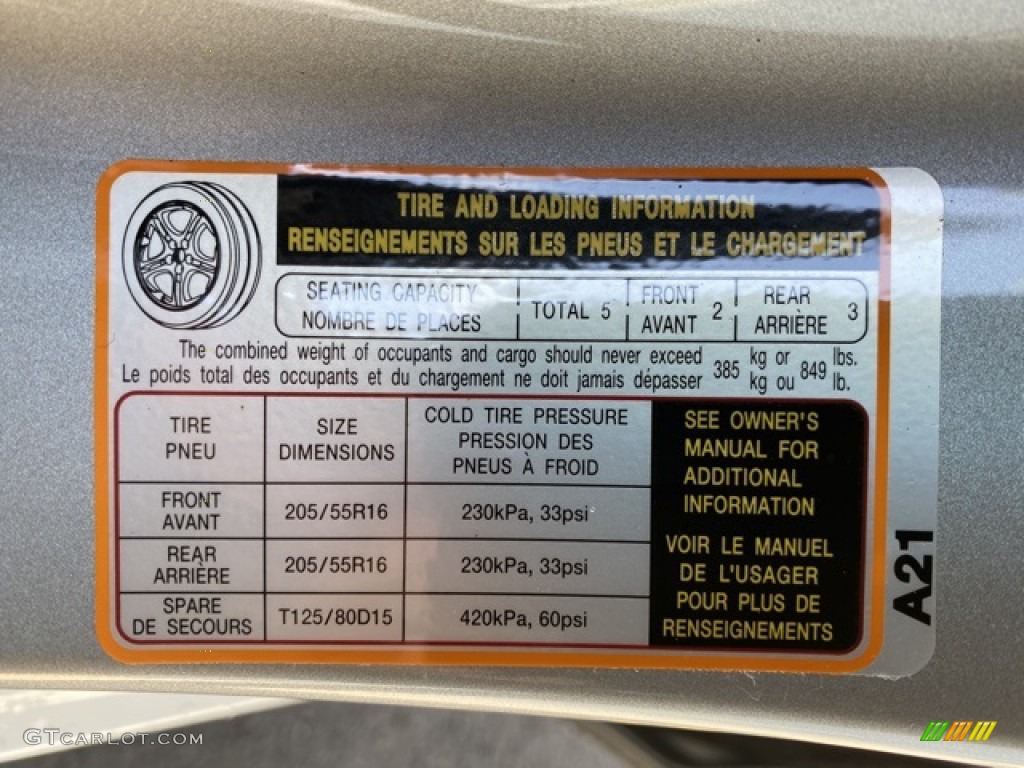 TIRE AND LOADING INFORMATION
RENSEIGNEMENTS SUR LES PNEUS ET LE CHARGEMENT
SEATING CAPACITY
NOMBRE DE PLACES
TOTAL 5
FRONT
AVANT
2
REAR
ARRIÈRE
3
The combined weight of occupants and cargo should never exceed
Le poids total des occupants et du chargement ne doit jamais dépasser
385
kg or
kg ou
849
lbs.
lb.
TIRE
PNEU
SIZE
DIMENSIONS
COLD TIRE PRESSURE
PRESSION DES
PNEUS À FROID
FRONT
AVANT
205/55R16
230kPa, 33psi
REAR
ARRIÈRE
205/55R16
230kPa, 33psi
SPARE
DE SECOURS
T125/80D15
420kPa, 60psi
SEE OWNER'S
MANUAL FOR
ADDITIONAL
INFORMATION
VOIR LE MANUEL
DE L'USAGER
POUR PLUS DE
RENSEIGNEMENTS
A21
GTCARLOT.COM